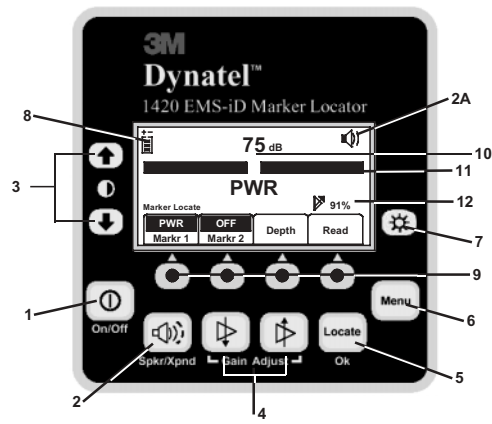 3M
Dynatel™
1420 EMS-iD Marker Locator
2A
8
75 dB
10
11
PWR
3
12
91%
Marker Locate
PWR OFF Depth Read
Markr 1 Markr 2
7
9
1
On/Off
Menu
6
Locate
Spkr/Xpnd Gain Adjust Ok
5
2
4